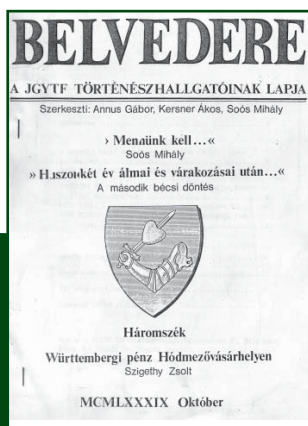 BELVEDERE
A JGYTF TÖRTÉNÉSZHALLGATÓINAK LAPJA
Szerkeszti: Annus Gábor, Kersner Ákos, Soós Mihály
› Mennünk kell…«
Soós Mihály
» Huszonkét év álmai és várakozásai után…«
A második bécsi döntés
Háromszék
Württembergi pénz Hódmezővásárhelyen
Szigethy Zsolt
MCMLXXXIX Október